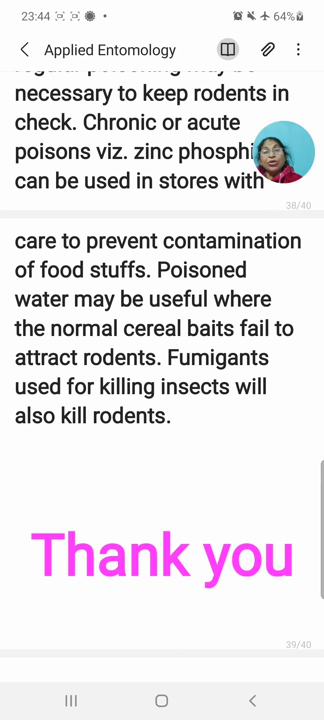 23:44
64%
Applied Entomology
necessary to keep rodents in
check. Chronic or acute
poisons viz. zinc
can be used in stores with
38/40
care to prevent contamination
of food stuffs. Poisoned
water may be useful where
the normal cereal baits fail to
attract rodents. Fumigants
used for killing insects will
also kill rodents.
Thank you
39/40